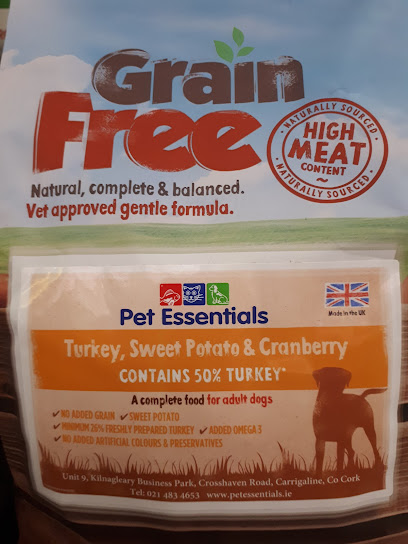 Grain
Free
NATURALLY SOURCED
HIGH
MEAT
CONTENT
NATURALLY SOURCED
Natural, complete & balanced.
Vet approved gentle formula.
Pet Essentials
Made in the UK
Turkey, Sweet Potato & Cranberry
CONTAINS 50% TURKEY*
A complete food for adult dogs
✔NO ADDED GRAIN ✔SWEET POTATO
✔MINIMUM 26% FRESHLY PREPARED TURKEY ✔ADDED OMEGA 3
✔NO ADDED ARTIFICIAL COLOURS & PRESERVATIVES
Unit 9, Kilnagleary Business Park, Crosshaven Road, Carrigaline, Co Cork
Tel: 021 483 4653 www.petessentials.ie